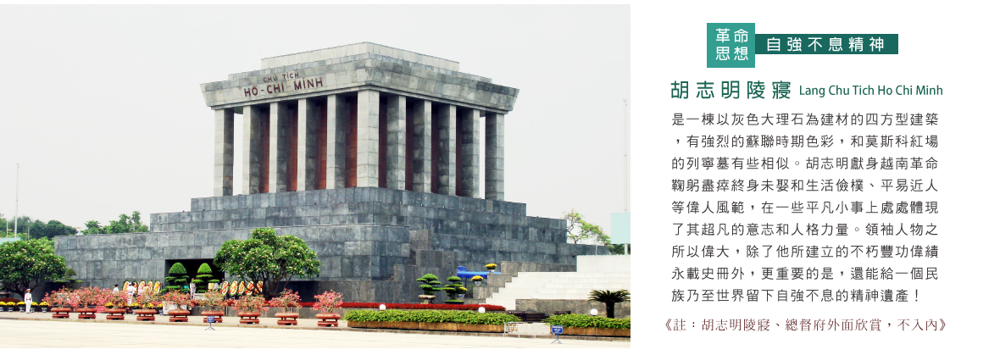 CHỦ TỊCH
HỒ-CHÍ MINH
革命
思想
自強不息精神
胡志明陵寢 Lang Chu Tich Ho Chi Minh
是一棟以灰色大理石為建材的四方型建築
，有強烈的蘇聯時期色彩，和莫斯科紅場
的列寧墓有些相似。胡志明獻身越南革命
鞠躬盡瘁終身未娶和生活儉樸、平易近人
等偉人風範，在一些平凡小事上處處體現
了其超凡的意志和人格力量。領袖人物之
所以偉大，除了他所建立的不朽豐功偉績
永載史冊外，更重要的是，還能給一個民
族乃至世界留下自強不息的精神遺產！
《註：胡志明陵寢、總督府外面欣賞，不入內》